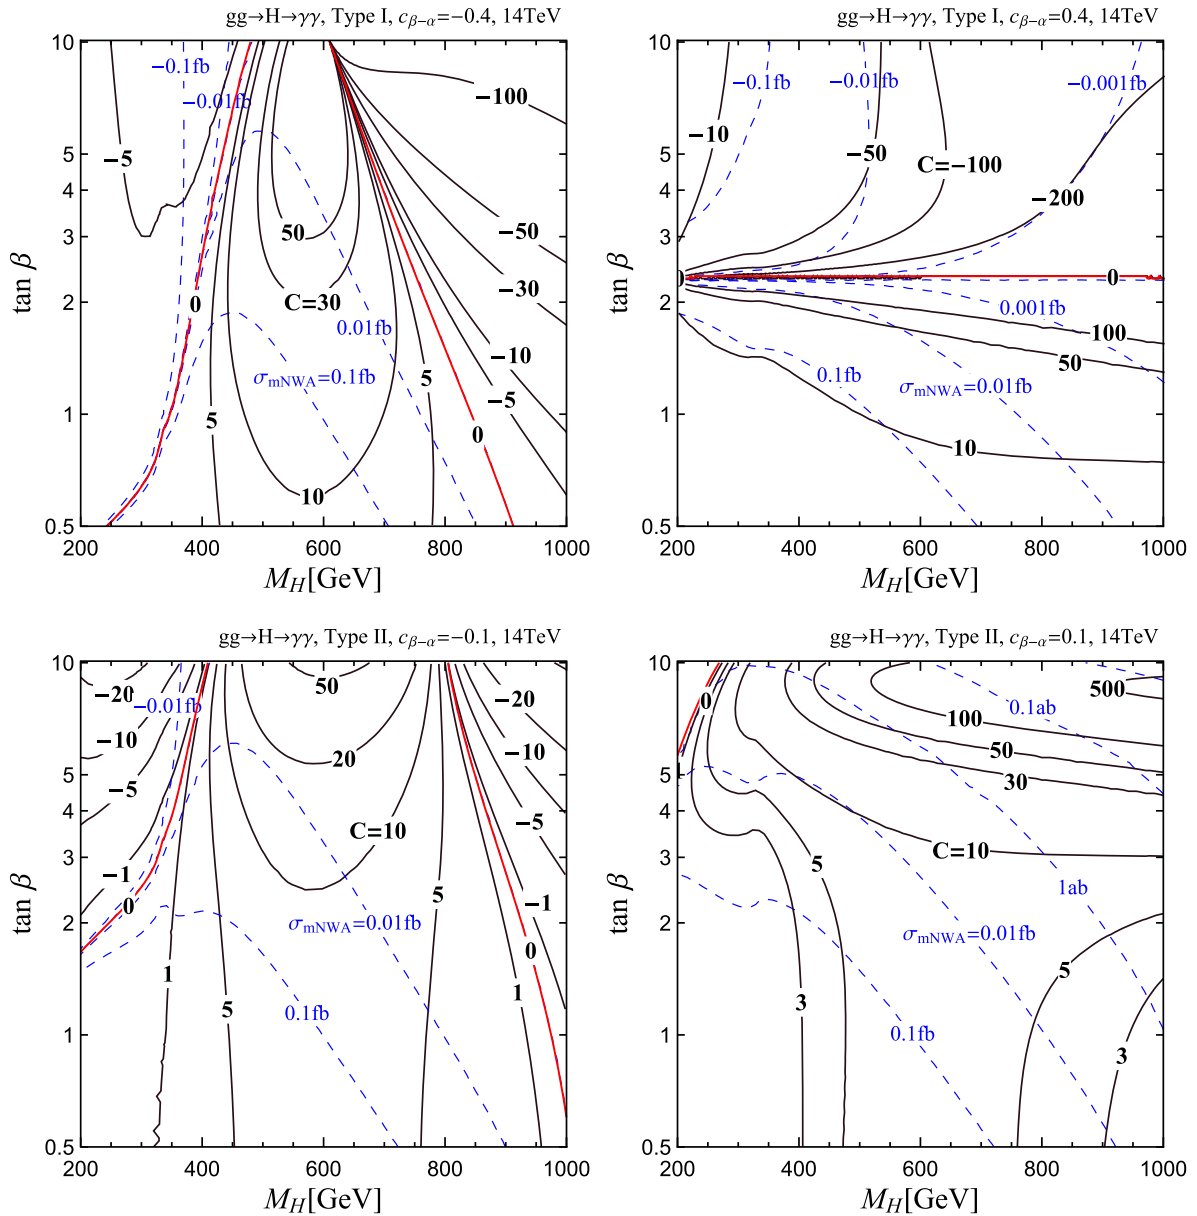 gg→H→γγ, Type I, cβ−α=−0.4, 14TeV
10
5
4
3
2
1
0.5
tan β
200
400
600
800
1000
M_H[GeV]
−0.1fb
−0.01fb
−5
0
5
C=30
50
10
σmNWA=0.1fb
0.01fb
5
0
−100
−50
−30
−10
−5
gg→H→γγ, Type I, cβ−α=0.4, 14TeV
10
5
4
3
2
1
0.5
tan β
200
400
600
800
1000
M_H[GeV]
−0.1fb
−0.01fb
−0.001fb
−10
−50
C=−100
−200
0
0
0.001fb
100
50
0.1fb
σmNWA=0.01fb
10
gg→H→γγ, Type II, cβ−α=−0.1, 14TeV
10
5
4
3
2
1
0.5
tan β
200
400
600
800
1000
M_H[GeV]
−20
−0.01fb
−10
−5
−1
0
1
5
50
20
C=10
σmNWA=0.01fb
0.1fb
5
−20
−10
−5
−1
0
1
gg→H→γγ, Type II, cβ−α=0.1, 14TeV
10
5
4
3
2
1
0.5
tan β
200
400
600
800
1000
M_H[GeV]
0
500
0.1ab
100
50
30
C=10
5
1ab
σmNWA=0.01fb
5
3
0.1fb
3